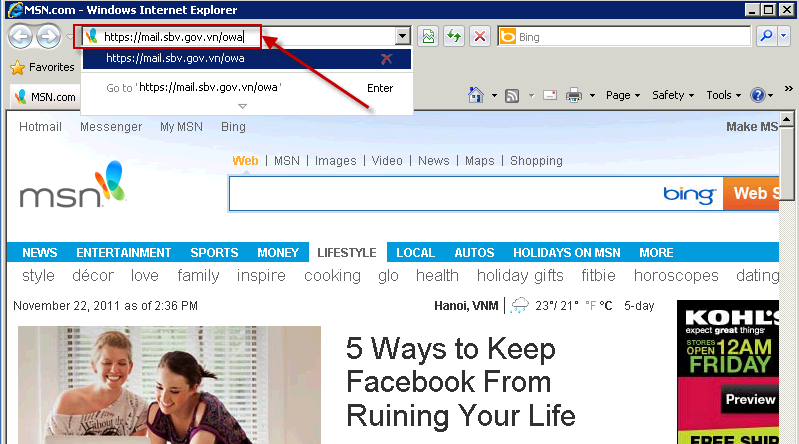 MSN.com - Windows Internet Explorer
https://mail.sbv.gov.vn/owa
Bing
https://mail.sbv.gov.vn/owa
Go to 'https://mail.sbv.gov.vn/owa' Enter
Favorites
MSN.com
Page Safety Tools
Hotmail Messenger My MSN Bing Make MS
Web | MSN | Images | Video | News | Maps | Shopping
msn
bing Web S
NEWS ENTERTAINMENT SPORTS MONEY LIFESTYLE LOCAL AUTOS HOLIDAYS ON MSN MORE
style décor love family inspire cooking glo health holiday gifts fitbie horoscopes dating
November 22, 2011 as of 2:36 PM Hanoi, VNM | 23°/ 21° °F °C 5-day
5 Ways to Keep
Facebook From
Ruining Your Life
KOHL'S
expect great things®
STORES OPEN 12AM
FRIDAY
Preview
SUPER FREE SHIP